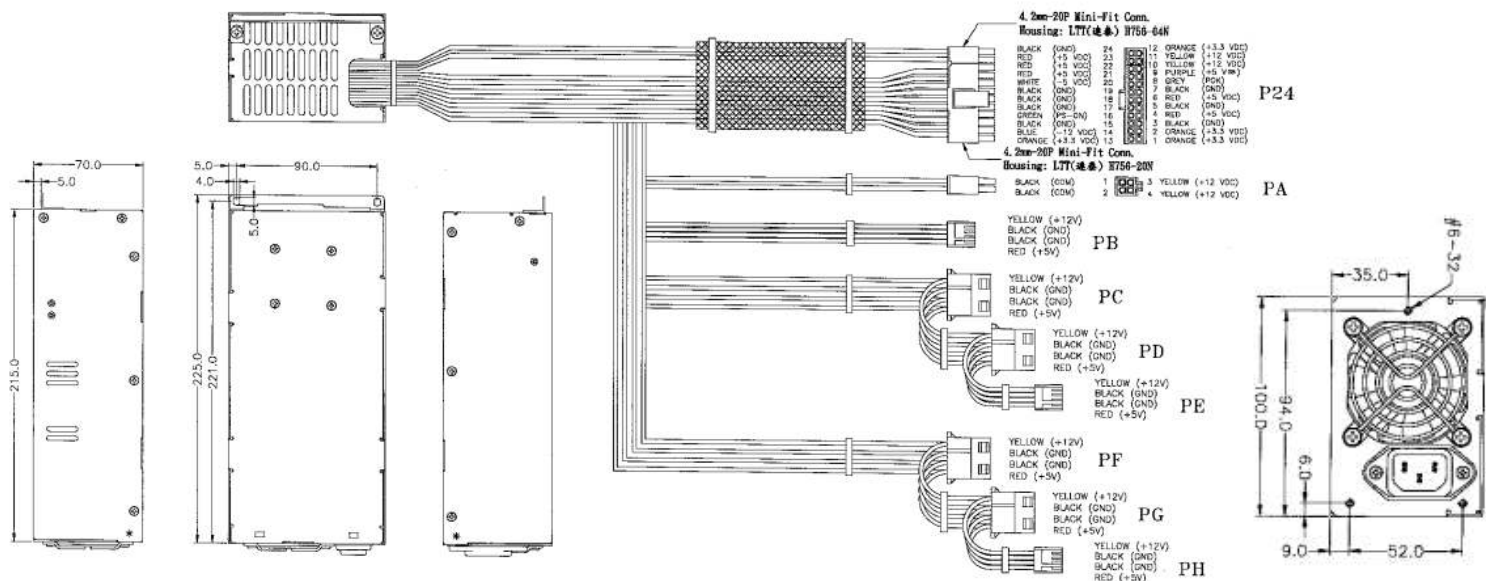 4.2mm-20P Mini-Fit Conn.
Housing: LTT(連泰) H756-04N
BLACK (GND) 24
RED (+5 VDC) 23
RED (+5 VDC) 22
RED (+5 VDC) 21
WHITE -5 VDC) 20
BLACK (GND) 19
BLACK (GND) 18
BLACK (GND) 17
GREEN (PS-ON) 16
BLACK (GND) 15
BLUE (-12 VDC) 14
ORANGE (+3.3 VDC) 13
12 ORANGE (+3.3 VDC)
11 YELLOW (+12 VDC)
10 YELLOW (+12 VDC)
9 PURPLE (+5
8 GREY (POK)
7 BLACK (GND)
6 RED (+5 VDC)
5 BLACK (GND)
4 RED (+5 VDC)
3 BLACK (GND)
2 ORANGE (+3.3 VDC)
1 ORANGE (+3.3 VDC)
P24
4.2mm-20P Mini-Fit Conn.
Housing: LTT(連泰) H756-20N
BLACK (COM) 1
BLACK (COM) 2
3 YELLOW (+12 VDC)
4 YELLOW (+12 VDC)
PA
YELLOW (+12V)
BLACK (GND)
BLACK (GND)
RED (+5V)
PB
YELLOW (+12V)
BLACK (GND)
BLACK (GND)
RED (+5V)
PC
YELLOW (+12V)
BLACK (GND)
BLACK (GND)
RED (+5V)
PD
YELLOW (+12V)
BLACK (GND)
BLACK (GND)
RED (+5V)
PE
YELLOW (+12V)
BLACK (GND)
BLACK (GND)
RED (+5V)
PF
YELLOW (+12V)
BLACK (GND)
BLACK (GND)
RED (+5V)
PG
YELLOW (+12V)
BLACK (GND)
BLACK (GND)
RED (+5V)
PH
70.0
5.0
215.0
*
5.0
90.0
4.0
5.0
225.0
221.0
*
#6-32
35.0
100.0
94.0
6.0
9.0
52.0